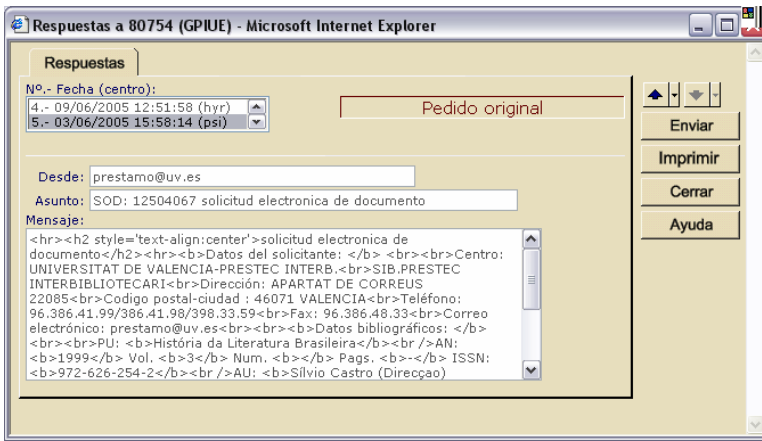 Respuestas a 80754 (GPIUE) - Microsoft Internet Explorer
Respuestas
Nº.- Fecha (centro):
4.- 09/06/2005 12:51:58 (hyr)
5.- 03/06/2005 15:58:14 (psi)
Pedido original
Desde: prestamo@uv.es
Asunto: SOD: 12504067 solicitud electronica de documento
Mensaje:
<hr><h2 style='text-align:center'>solicitud electronica de
documento</h2><hr><b>Datos del solicitante: </b> <br><br>Centro:
UNIVERSITAT DE VALENCIA-PRESTEC INTERB.<br>SIB.PRESTEC
INTERBIBLIOTECARI<br>Dirección: APARTAT DE CORREUS
22085<br>Codigo postal-ciudad : 46071 VALENCIA<br>Teléfono:
96.386.41.99/386.41.98/398.33.59<br>Fax: 96.386.48.33<br>Correo
electrónico: prestamo@uv.es<br><br><b>Datos bibliográficos: </b>
<br><br>PU: <b>História da Literatura Brasileira</b><br />AN:
<b>1999</b> Vol. <b>3</b> Num. <b></b> Pags. <b>-</b> ISSN:
<b>972-626-254-2</b><br />AU: <b>Sílvio Castro (Direcçao)
Enviar
Imprimir
Cerrar
Ayuda